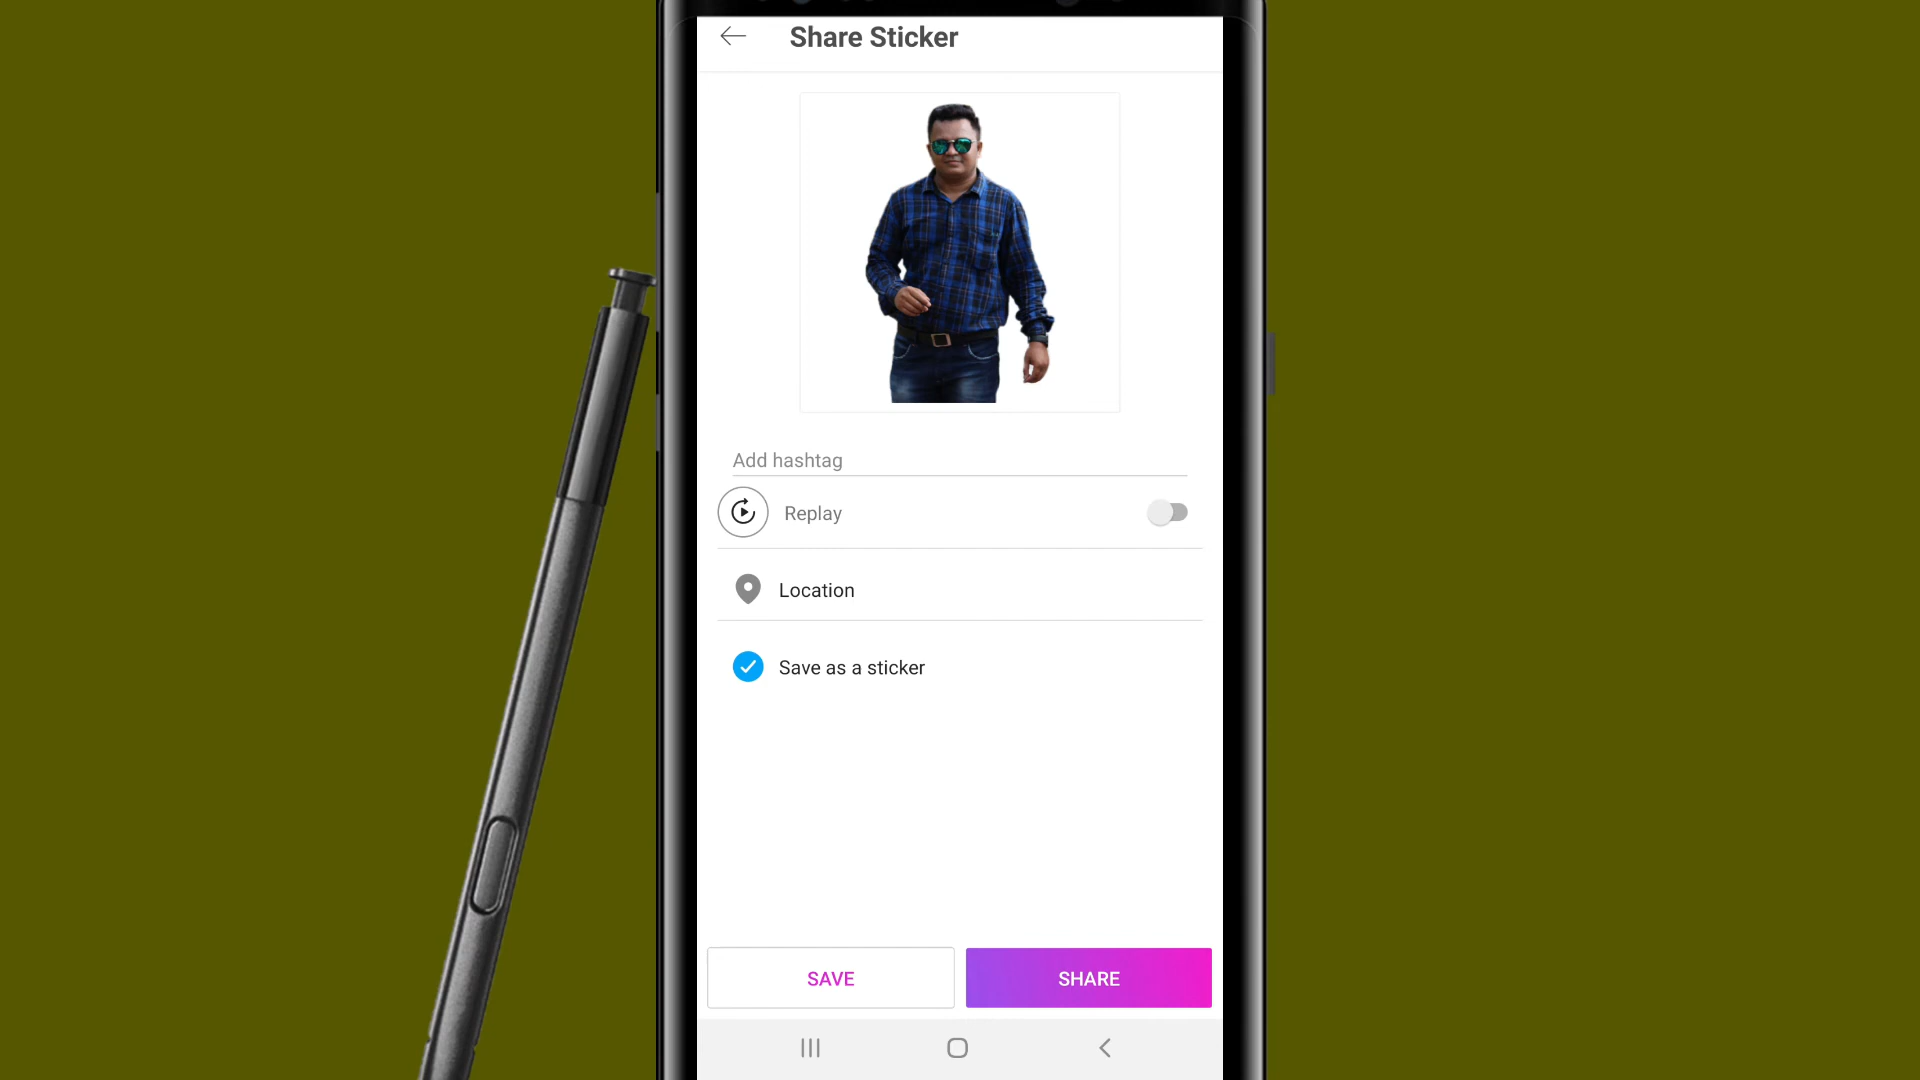 Share Sticker
Add hashtag
Replay
Location
Save as a sticker
SAVE
SHARE